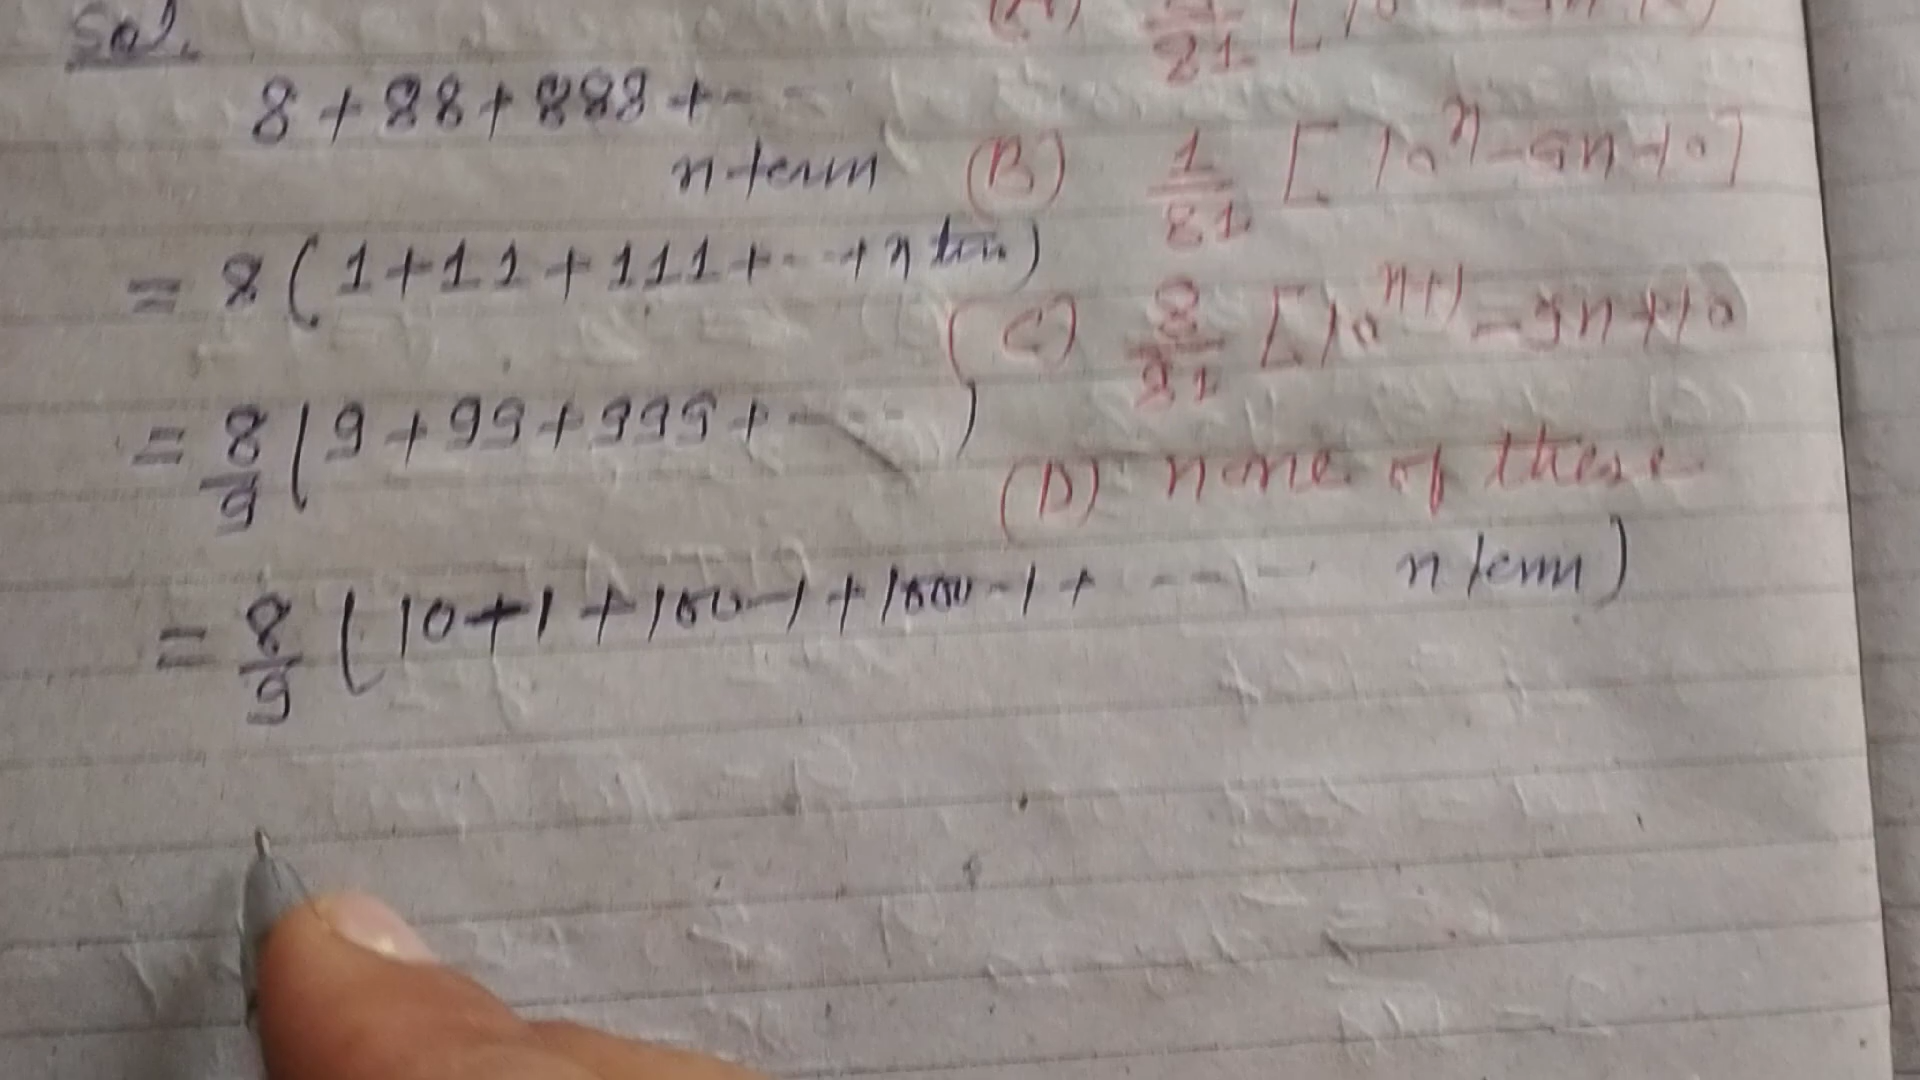 Sol.
8 + 88 + 888 + - - -
n term
= 8 ( 1 + 11 + 111 + - - + n term )
= 8/9 ( 9 + 99 + 999 + - - - - )
= 8/9 ( 10 + 1 + 100 - 1 + 1000 - 1 + - - - - n term )
(A) /81 [ 10
(B) 1/81 [ 10^n - 9n - 10 ]
(C) 8/81 [ 10^n+1 - 9n + 10
(D) none of these